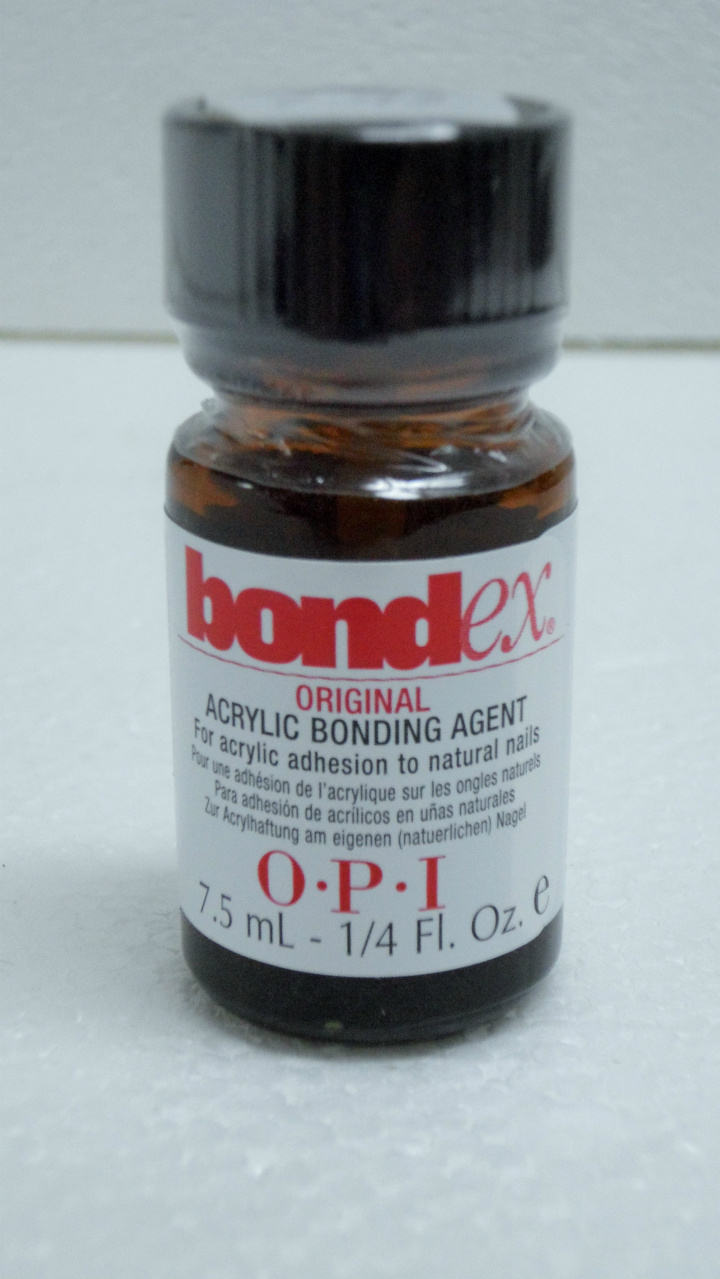 bondex®
ORIGINAL
ACRYLIC BONDING AGENT
For acrylic adhesion to natural nails
Pour une adhésion de l'acrylique sur les ongles naturels
Para adhesión de acrílicos en uñas naturales
Zur Acrylhaftung am eigenen (natuerlichen) Nagel
O·P·I
7.5 mL - 1/4 Fl. Oz. e